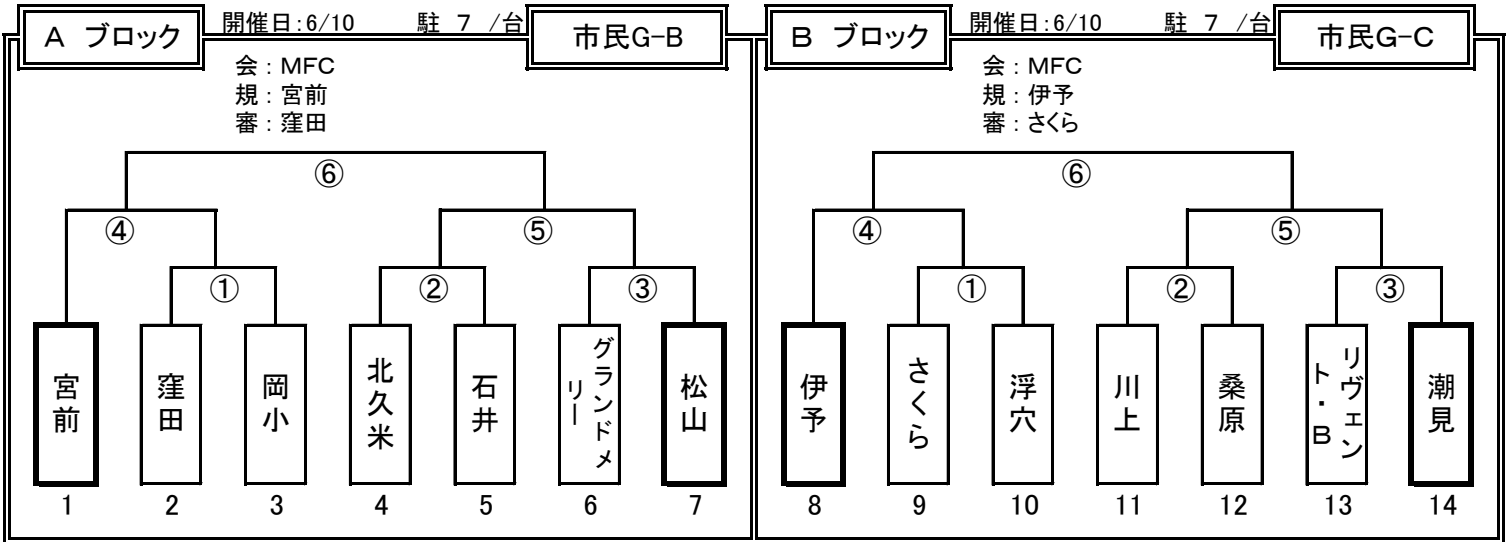 A ブロック
開催日:6/10 駐 7 /台
市民G-B
会:MFC
規:宮前
審:窪田
⑥
④
⑤
①
②
③
宮前
窪田
岡小
北久米
石井
グランドメ
リー
松山
1 2 3 4 5 6 7
B ブロック
開催日:6/10 駐 7 /台
市民G-C
会:MFC
規:伊予
審:さくら
⑥
④
⑤
①
②
③
伊予
さくら
浮穴
川上
桑原
リヴェン
ト・B
潮見
8 9 10 11 12 13 14